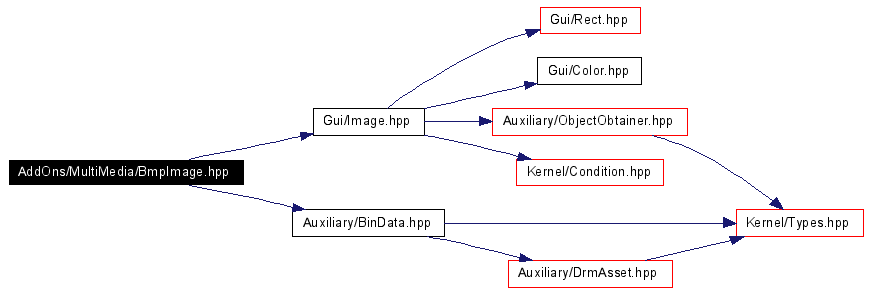 Gui/Rect.hpp
Gui/Color.hpp
Gui/Image.hpp
Auxiliary/ObjectObtainer.hpp
AddOns/MultiMedia/BmpImage.hpp
Kernel/Condition.hpp
Auxiliary/BinData.hpp
Kernel/Types.hpp
Auxiliary/DrmAsset.hpp